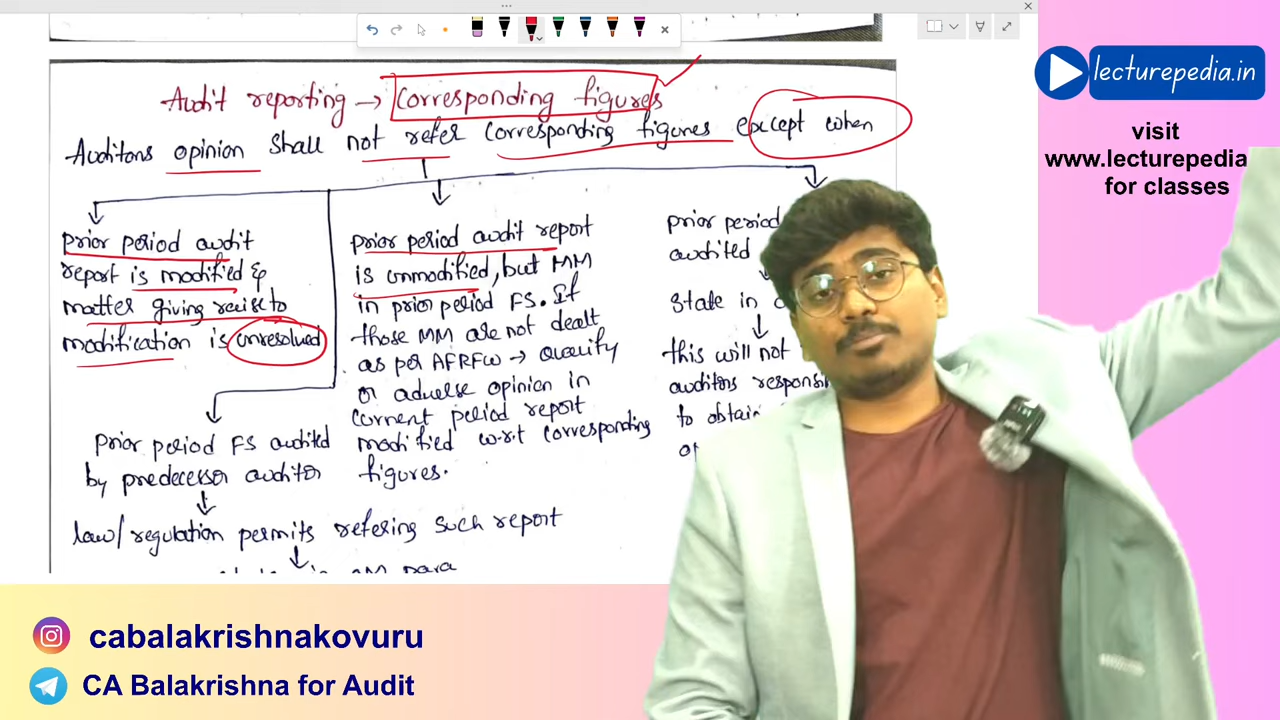 Audit reporting → Corresponding figures
Auditors opinion shall not refer corresponding figures except when
prior period audit
report is modified &
matter giving raise to
modification is unresolved
prior period audit report
is unmodified, but MM
in prior period FS. If
those MM are not dealt
as per AFRFW → qualify
or adverse opinion in
current period report
modified w.r.t corresponding
figures.
prior period
audited
State in
this will not
auditors
to obtain
prior period FS audited
by predecessor auditor
law/regulation permits refering such report
para
lecturepedia.in
visit
www.lecturepedia
for classes
cabalakrishnakovuru
CA Balakrishna for Audit